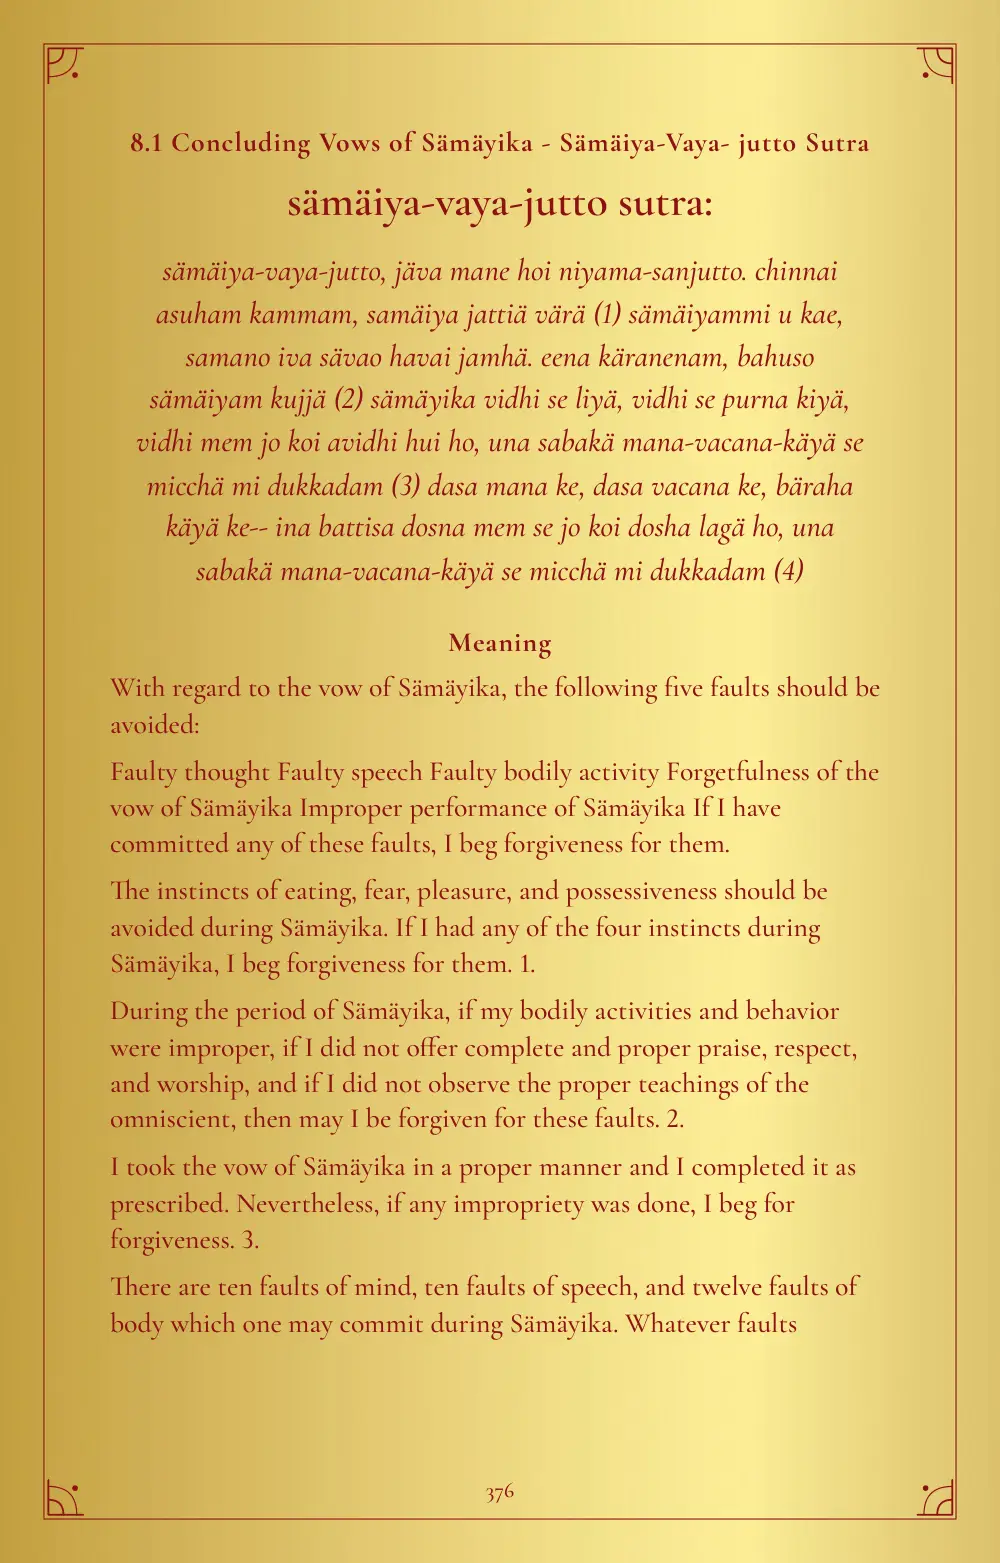 8.1 Concluding Vows of Sämäyika - Sämäiya-Vaya- jutto Sutra
sämäiya-vaya-jutto sutra:
sämäiya-vaya-jutto, jäva mane hoi niyama-sanjutto. chinnai
asuham kammam, samäiya jattiä värä (1) sämäiyammi u kae,
samano iva sävao havai jamhä. eena käranenam, bahuso
sämäiyam kujjä (2) sämäyika vidhi se liyä, vidhi se purna kiyä,
vidhi mem jo koi avidhi hui ho, una sabakä mana-vacana-käyä se
micchä mi dukkadam (3) dasa mana ke, dasa vacana ke, bäraha
käyä ke-- ina battisa dosna mem se jo koi dosha lagä ho, una
sabakä mana-vacana-käyä se micchä mi dukkadam (4)
Meaning
With regard to the vow of Sämäyika, the following five faults should be
avoided:
Faulty thought Faulty speech Faulty bodily activity Forgetfulness of the
vow of Sämäyika Improper performance of Sämäyika If I have
committed any of these faults, I beg forgiveness for them.
The instincts of eating, fear, pleasure, and possessiveness should be
avoided during Sämäyika. If I had any of the four instincts during
Sämäyika, I beg forgiveness for them. 1.
During the period of Sämäyika, if my bodily activities and behavior
were improper, if I did not offer complete and proper praise, respect,
and worship, and if I did not observe the proper teachings of the
omniscient, then may I be forgiven for these faults. 2.
I took the vow of Sämäyika in a proper manner and I completed it as
prescribed. Nevertheless, if any impropriety was done, I beg for
forgiveness. 3.
There are ten faults of mind, ten faults of speech, and twelve faults of
body which one may commit during Sämäyika. Whatever faults
376